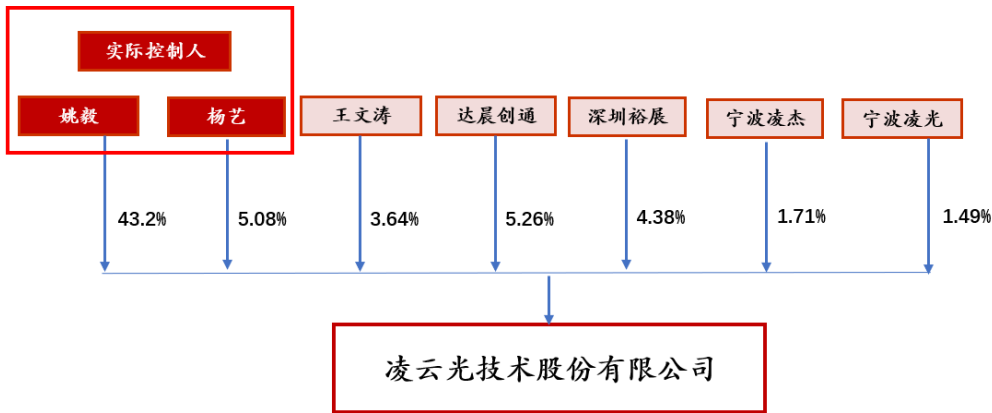 实际控制人
姚毅 杨艺 王文涛 达晨创通 深圳裕展 宁波凌杰 宁波凌光
43.2% 5.08% 3.64% 5.26% 4.38% 1.71% 1.49%
凌云光技术股份有限公司